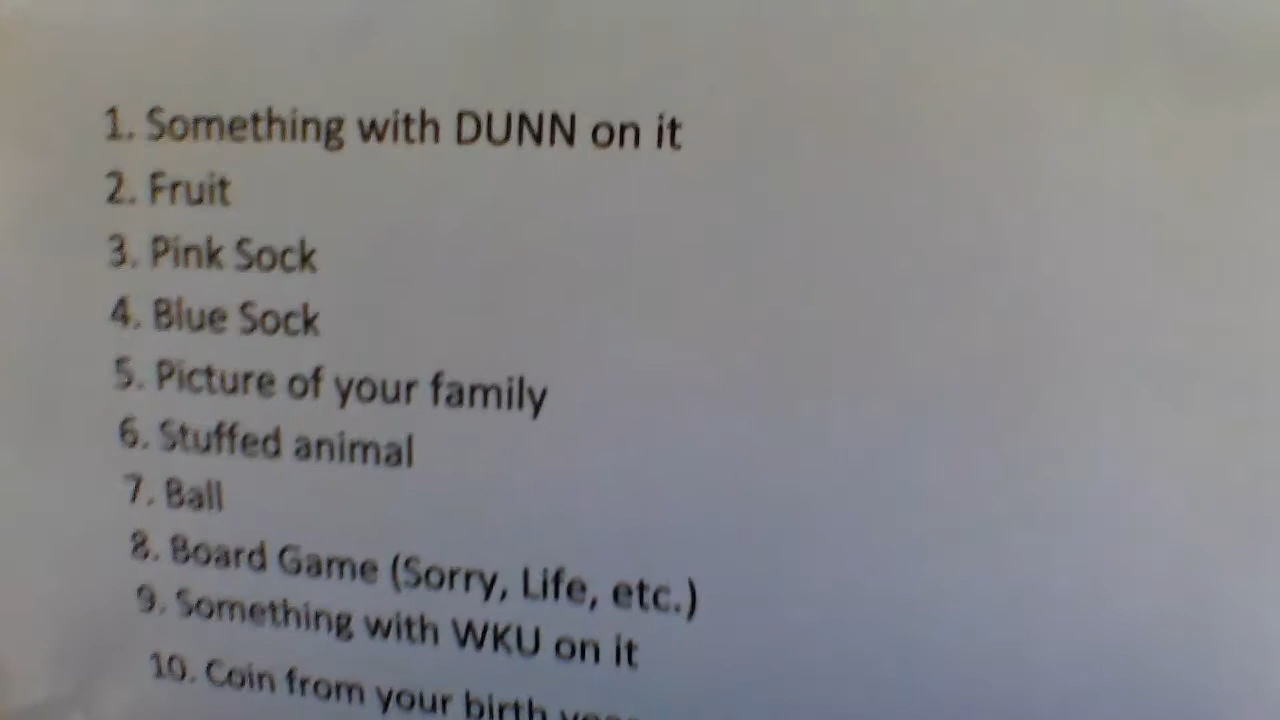 1. Something with DUNN on it
2. Fruit
3. Pink Sock
4. Blue Sock
5. Picture of your family
6. Stuffed animal
7. Ball
8. Board Game (Sorry, Life, etc.)
9. Something with WKU on it
10. Coin from your birth